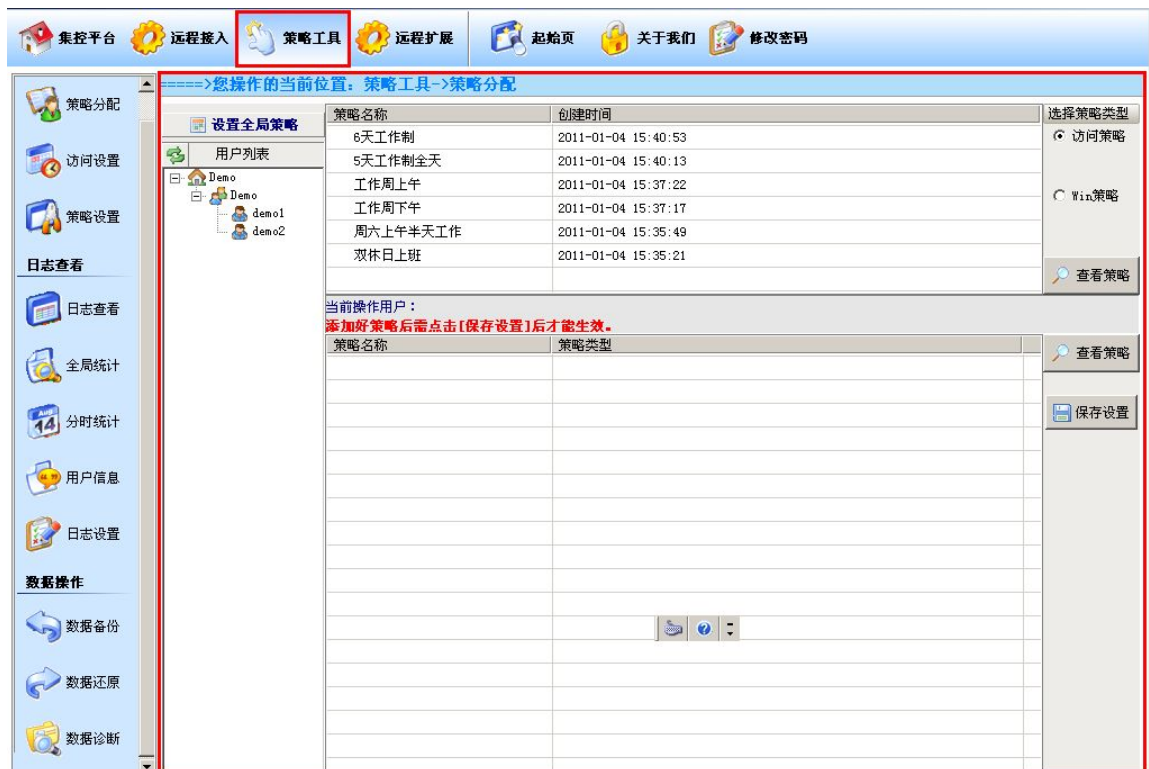 集控平台 远程接入 策略工具 远程扩展 起始页 关于我们 修改密码
=====>您操作的当前位置: 策略工具->策略分配
策略分配
访问设置
策略设置
日志查看
日志查看
全局统计
Aug
14
分时统计
用户信息
日志设置
数据操作
数据备份
数据还原
数据诊断
设置全局策略
用户列表
Demo
Demo
demo1
demo2
策略名称 创建时间
6天工作制 2011-01-04 15:40:53
5天工作制全天 2011-01-04 15:40:13
工作周上午 2011-01-04 15:37:22
工作周下午 2011-01-04 15:37:17
周六上午半天工作 2011-01-04 15:35:49
双休日上班 2011-01-04 15:35:21
选择策略类型
访问策略
Win策略
查看策略
当前操作用户:
添加好策略后需点击[保存设置]后才能生效。
策略名称 策略类型
查看策略
保存设置